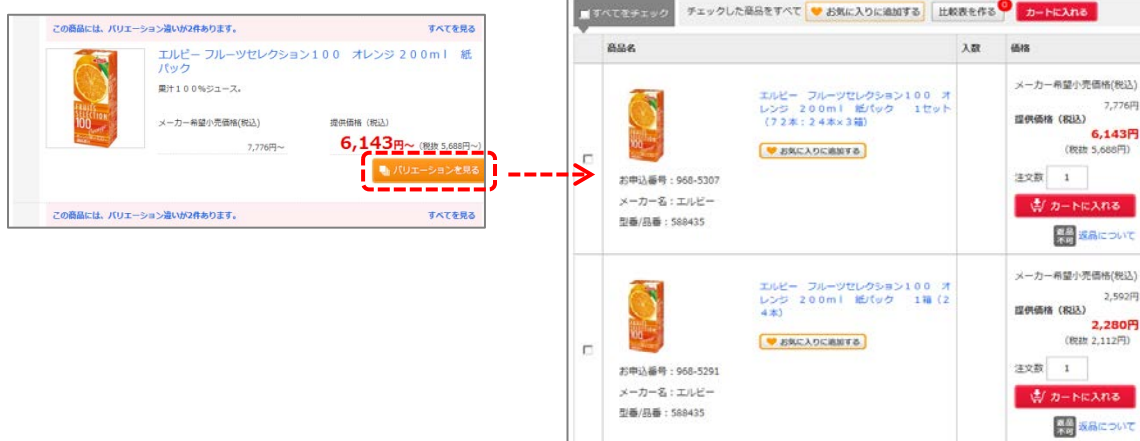 この商品には、バリエーション違いが2件あります。 すべてを見る
エルビー フルーツセレクション１００ オレンジ ２００ｍｌ 紙
パック
果汁１００％ジュース。
メーカー希望小売価格(税込) 提供価格（税込）
7,776円～ 6,143円～ (税抜 5,688円～)
バリエーションを見る
この商品には、バリエーション違いが2件あります。 すべてを見る
すべてをチェック チェックした商品をすべて お気に入りに追加する 比較表を作る 0 カートに入れる
商品名 入数 価格
エルビー フルーツセレクション１００ オ
レンジ ２００ｍｌ 紙パック １セット
（７２本：２４本×３箱）
お気に入りに追加する
お申込番号：968-5307
メーカー名：エルビー
型番/品番：588435
メーカー希望小売価格(税込)
7,776円
提供価格（税込）
6,143円
(税抜 5,688円)
注文数 1
カートに入れる
返品不可 返品について
エルビー フルーツセレクション１００ オ
レンジ ２００ｍｌ 紙パック １箱（２
４本）
お気に入りに追加する
お申込番号：968-5291
メーカー名：エルビー
型番/品番：588435
メーカー希望小売価格(税込)
2,592円
提供価格（税込）
2,280円
(税抜 2,112円)
注文数 1
カートに入れる
返品不可 返品について